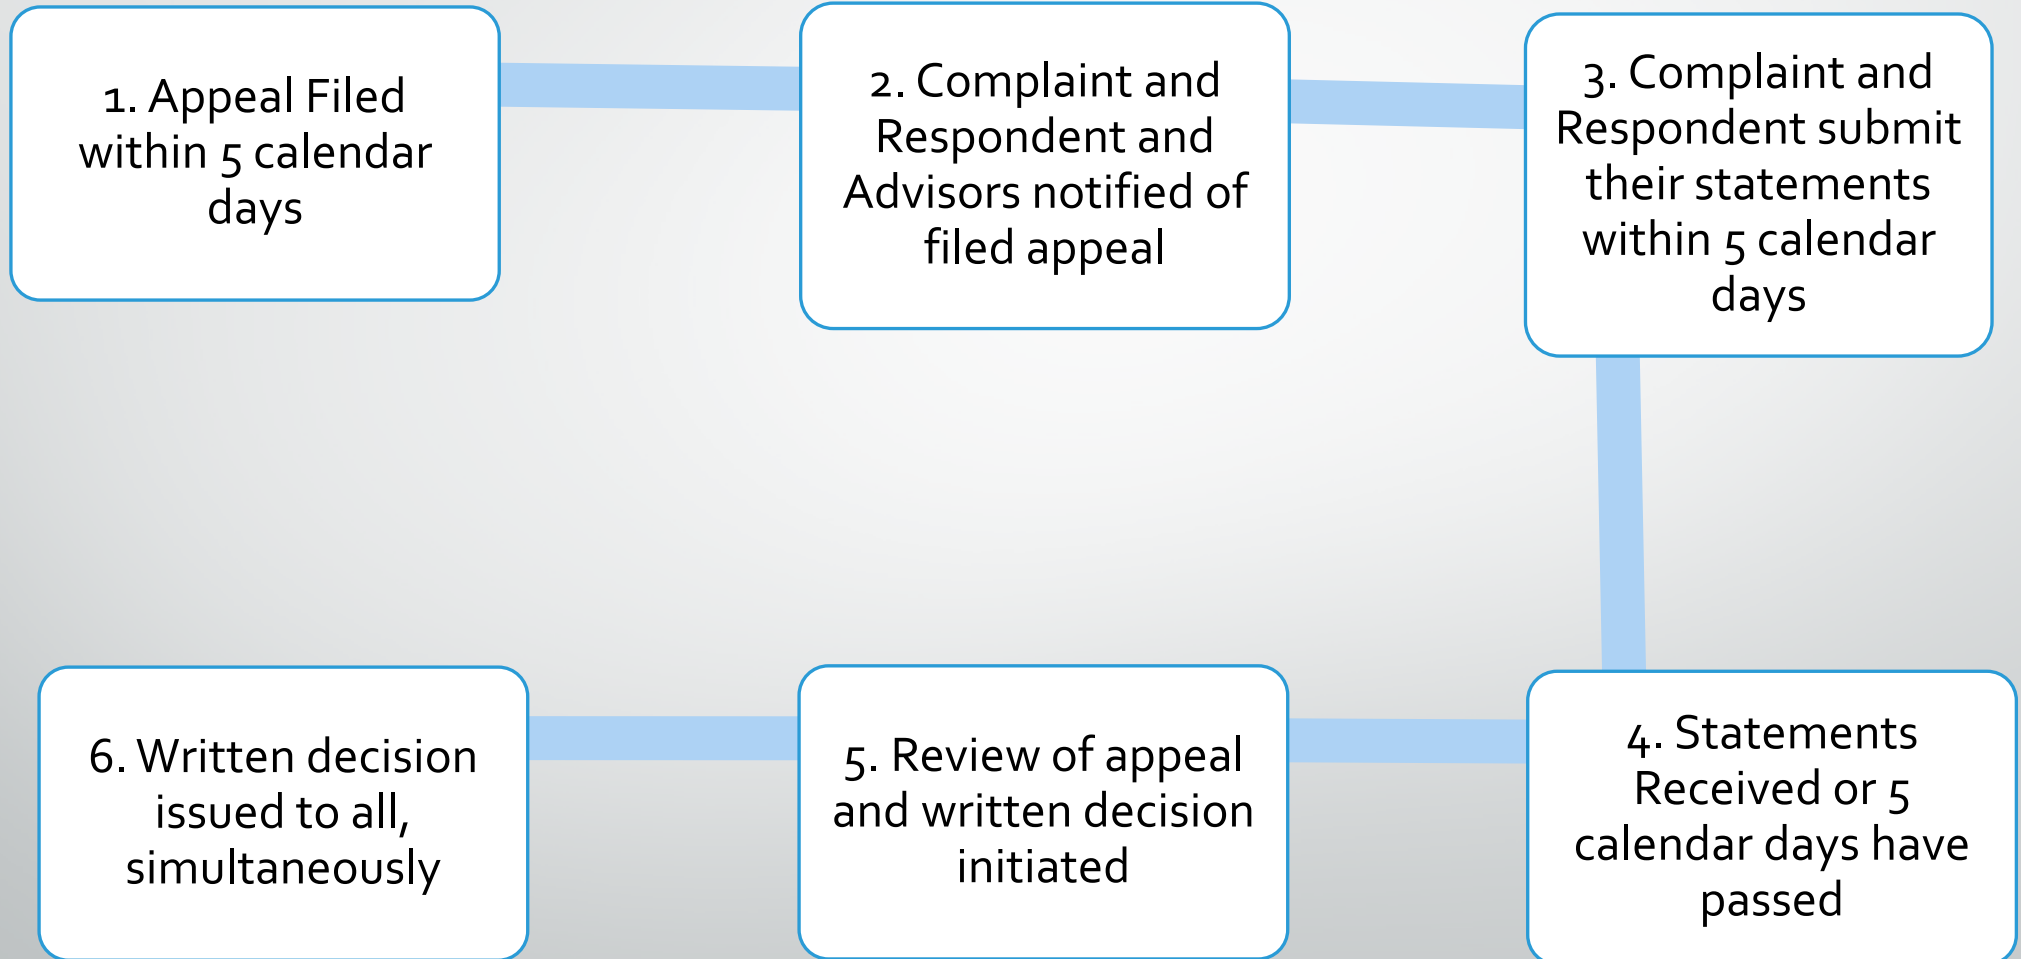 1. Appeal Filed
within 5 calendar
days
2. Complaint and
Respondent and
Advisors notified of
filed appeal
3. Complaint and
Respondent submit
their statements
within 5 calendar
days
4. Statements
Received or 5
calendar days have
passed
5. Review of appeal
and written decision
initiated
6. Written decision
issued to all,
simultaneously